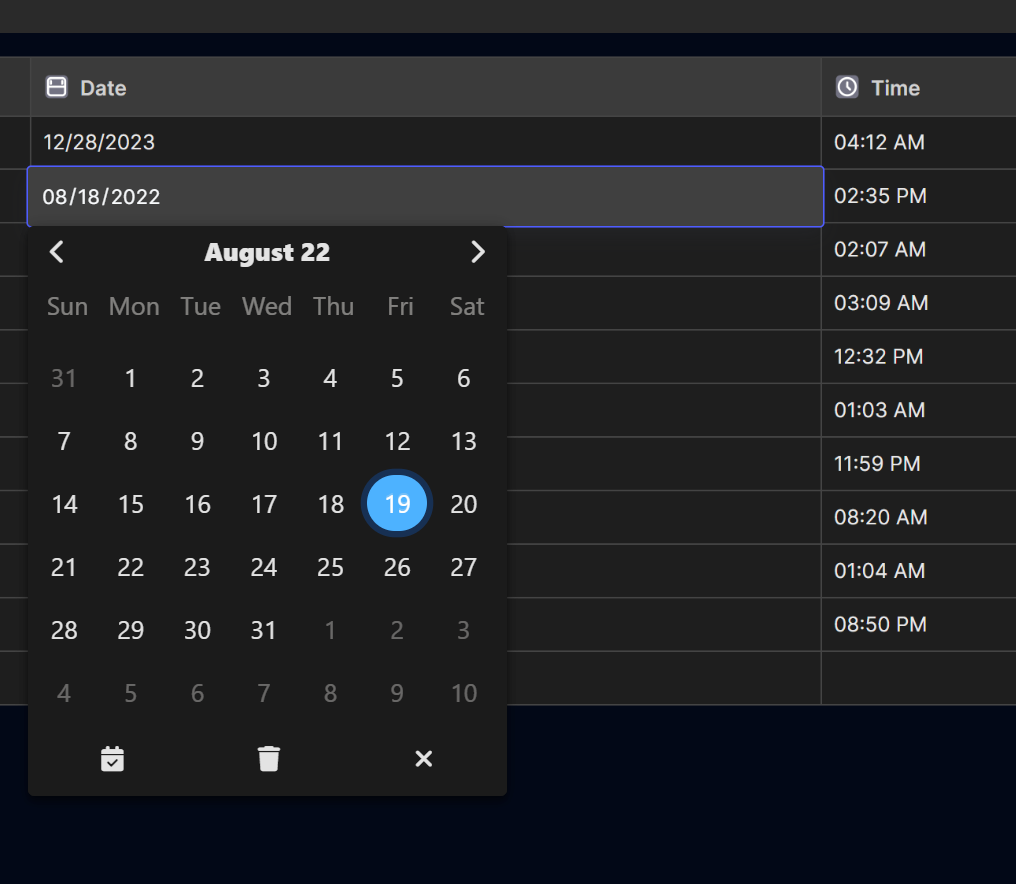 Date Time
12/28/2023 04:12 AM
08/18/2022 02:35 PM
August 22 02:07 AM
Sun Mon Tue Wed Thu Fri Sat 03:09 AM
12:32 PM
31 1 2 3 4 5 6
01:03 AM
7 8 9 10 11 12 13
11:59 PM
14 15 16 17 18 19 20
08:20 AM
21 22 23 24 25 26 27 01:04 AM
28 29 30 31 1 2 3 08:50 PM
4 5 6 7 8 9 10